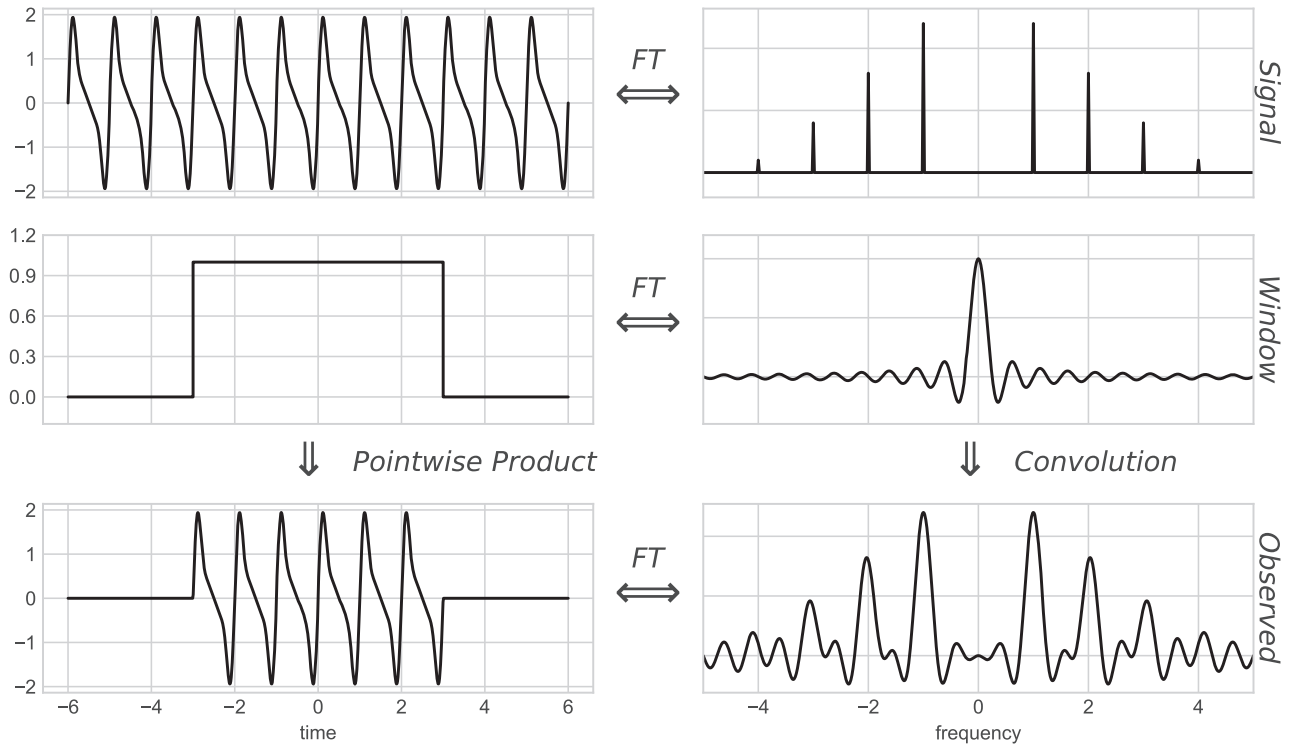 2
1
0
−1
−2
FT
Signal
1.2
0.9
0.6
0.3
0.0
FT
Window
Pointwise Product
Convolution
2
1
0
−1
−2
FT
Observed
−6 −4 −2 0 2 4 6
time
−4 −2 0 2 4
frequency